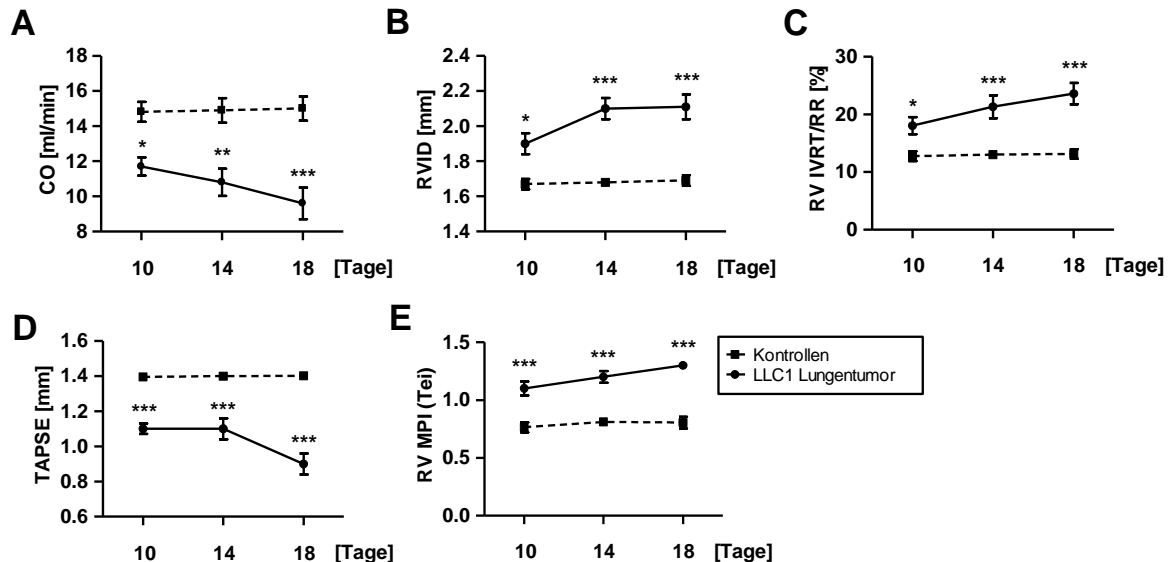 A
CO [ml/min]
18
16
14
12
10
8
*
**
***
10 14 18 [Tage]
B
RVID [mm]
2.4
2.2
2.0
1.8
1.6
1.4
*
***
***
10 14 18 [Tage]
C
RV IVRT/RR [%]
30
20
10
0
*
***
***
10 14 18 [Tage]
D
TAPSE [mm]
1.6
1.4
1.2
1.0
0.8
0.6
***
***
***
10 14 18 [Tage]
E
RV MPI (Tei)
1.5
1.0
0.5
0.0
***
***
***
10 14 18 [Tage]
Kontrollen
LLC1 Lungentumor